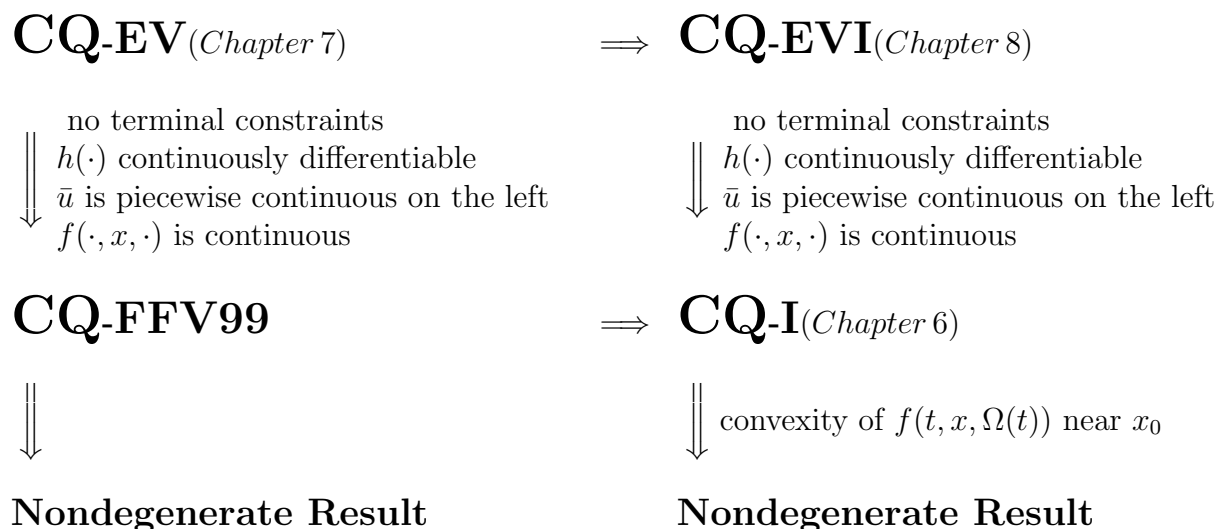 CQ-EV(Chapter 7) ⟹ CQ-EVI(Chapter 8)
no terminal constraints
h(·) continuously differentiable
ū is piecewise continuous on the left
f(·, x, ·) is continuous
no terminal constraints
h(·) continuously differentiable
ū is piecewise continuous on the left
f(·, x, ·) is continuous
CQ-FFV99 ⟹ CQ-I(Chapter 6)
convexity of f(t, x, Ω(t)) near x₀
Nondegenerate Result Nondegenerate Result